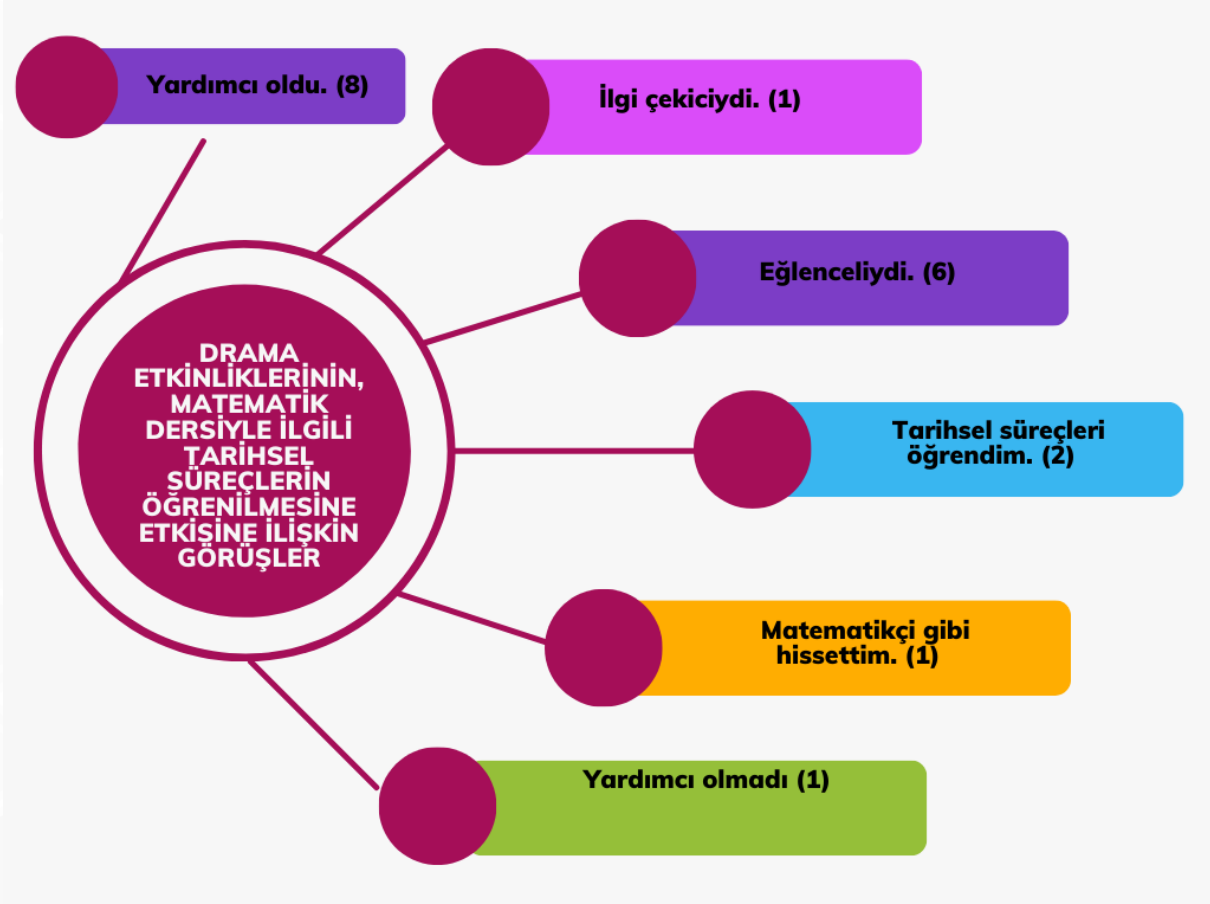 Yardımcı oldu. (8)
İlgi çekiciydi. (1)
Eğlenceliydi. (6)
DRAMA
ETKİNLİKLERİNİN,
MATEMATİK
DERSİYLE İLGİLİ
TARİHSEL
SÜREÇLERİN
ÖĞRENİLMESİNE
ETKİSİNE İLİŞKİN
GÖRÜŞLER
Tarihsel süreçleri
öğrendim. (2)
Matematikçi gibi
hissettim. (1)
Yardımcı olmadı (1)